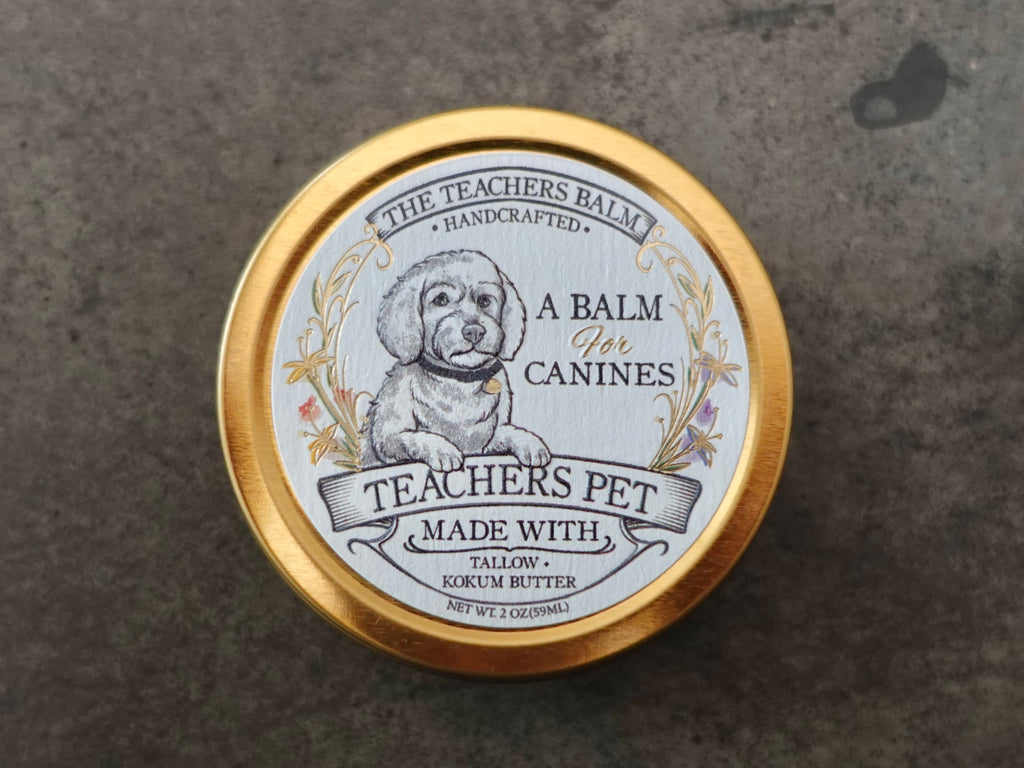 THE TEACHERS BALM
• HANDCRAFTED •
A BALM
For
CANINES
TEACHERS PET
MADE WITH
TALLOW •
KOKUM BUTTER
NET WT. 2 OZ(59ML)